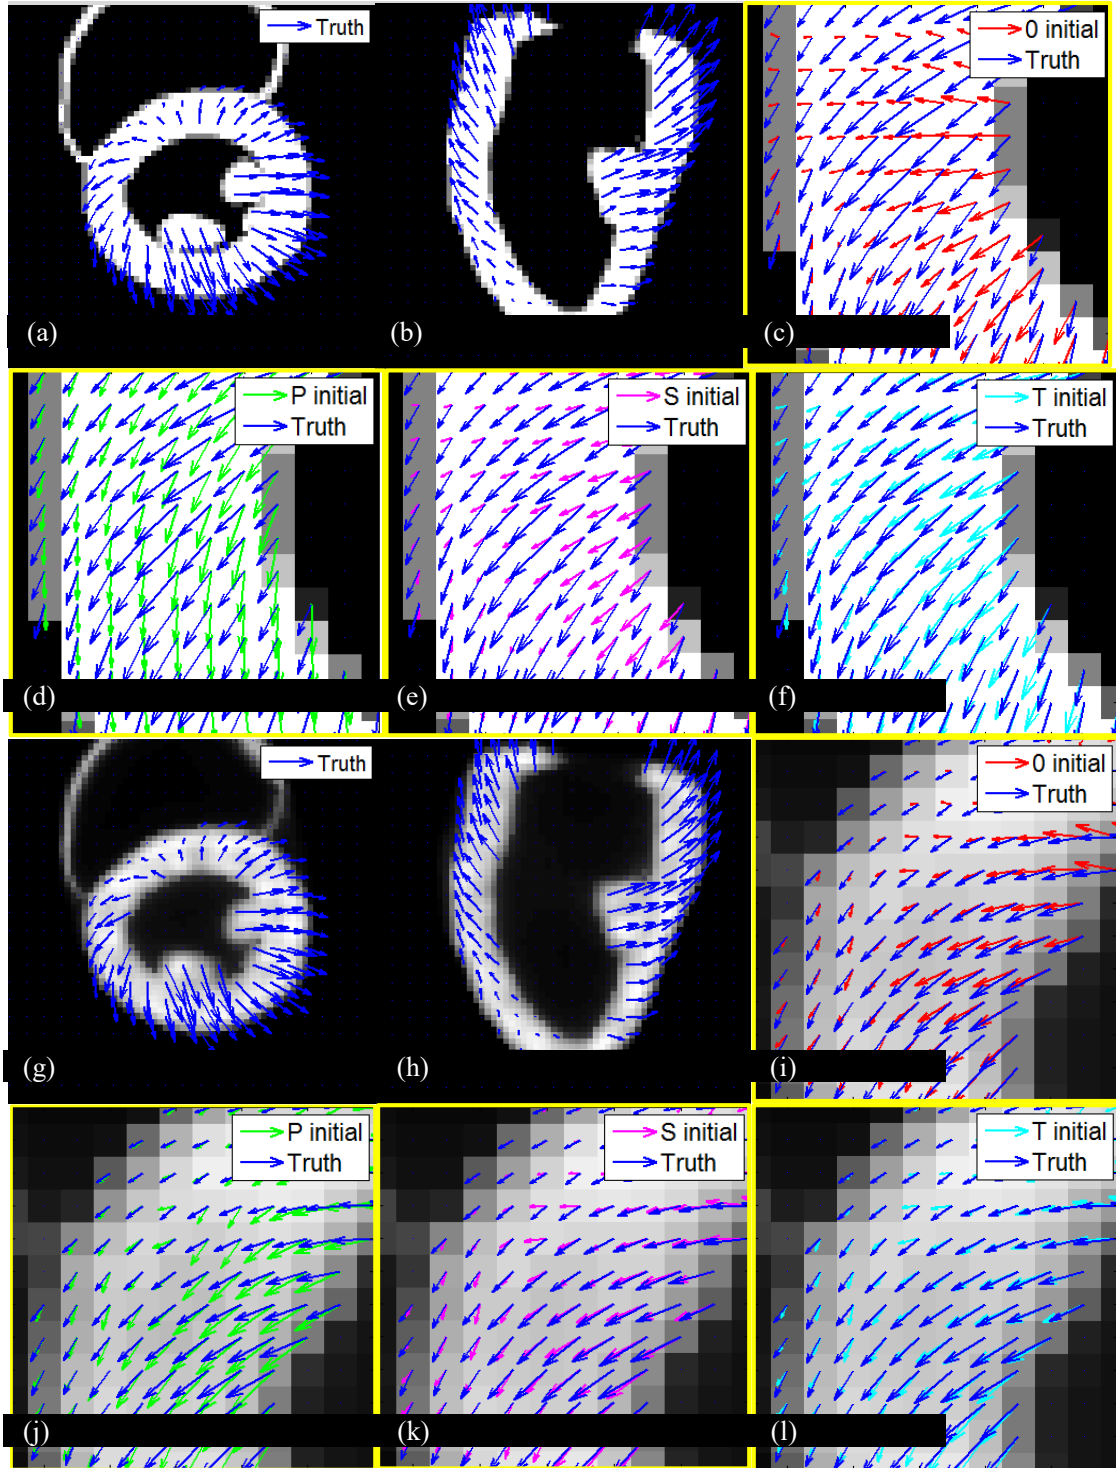 Truth
0 initial
Truth
(a)
(b)
(c)
P initial
Truth
S initial
Truth
T initial
Truth
(d)
(e)
(f)
Truth
0 initial
Truth
(g)
(h)
(i)
P initial
Truth
S initial
Truth
T initial
Truth
(j)
(k)
(l)